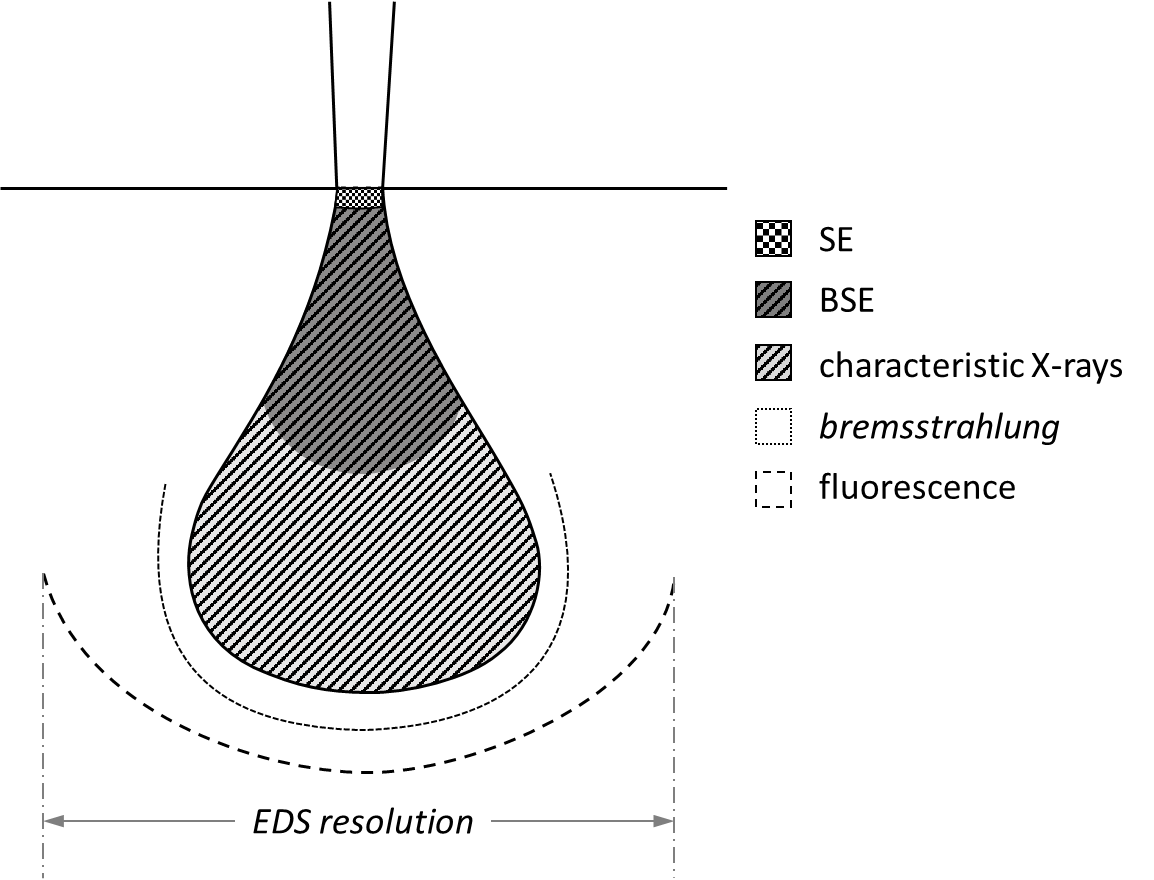 SE
BSE
characteristic X-rays
bremsstrahlung
fluorescence
EDS resolution